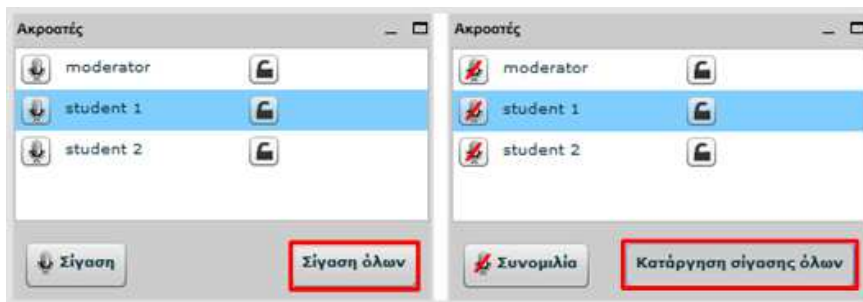 Ακροατές
moderator
student 1
student 2
Σίγαση
Σίγαση όλων
Ακροατές
moderator
student 1
student 2
Συνομιλία
Κατάργηση σίγασης όλων